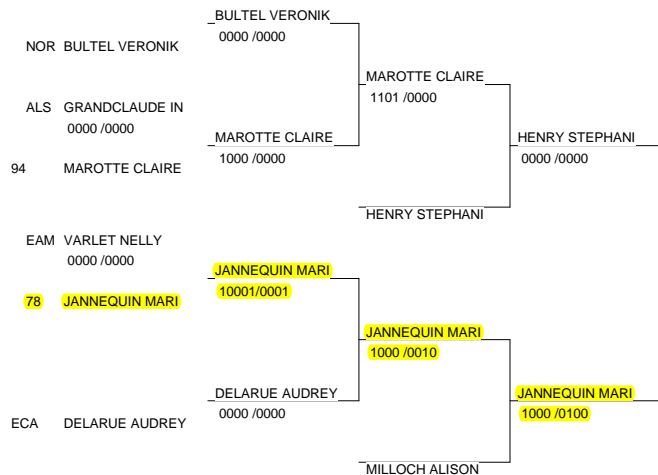 BULTEL VERONIK
NOR BULTEL VERONIK
0000 /0000
MAROTTE CLAIRE
1101 /0000
ALS GRANDCLAUDE IN
0000 /0000
MAROTTE CLAIRE
1000 /0000
HENRY STEPHANI
0000 /0000
94 MAROTTE CLAIRE
HENRY STEPHANI
EAM VARLET NELLY
0000 /0000
JANNEQUIN MARI
10001/0001
78 JANNEQUIN MARI
JANNEQUIN MARI
1000 /0010
DELARUE AUDREY
0000 /0000
JANNEQUIN MARI
1000 /0100
ECA DELARUE AUDREY
MILLOCH ALISON